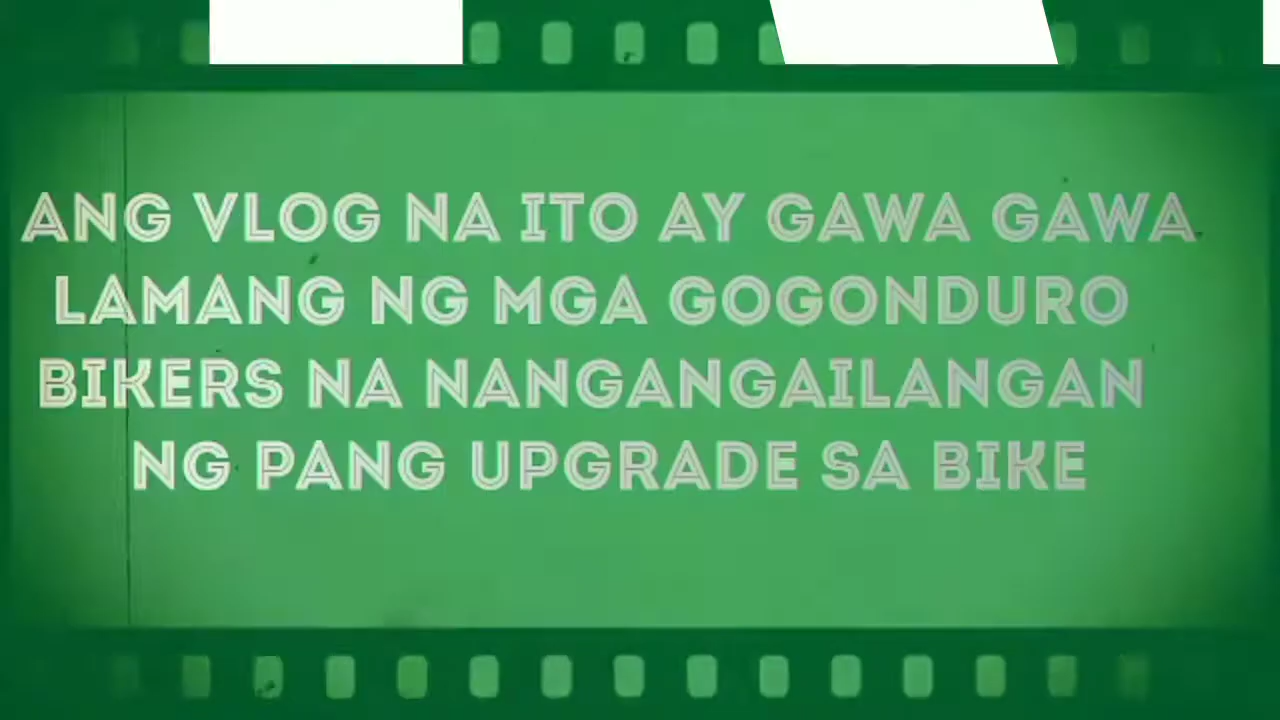 ANG VLOG NA ITO AY GAWA GAWA
LAMANG NG MGA GOGONDURO
BIKERS NA NANGANGAILANGAN
NG PANG UPGRADE SA BIKE